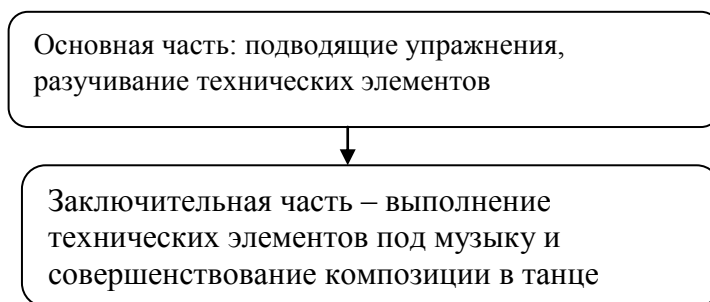 Основная часть: подводящие упражнения,
разучивание технических элементов
Заключительная часть – выполнение
технических элементов под музыку и
совершенствование композиции в танце